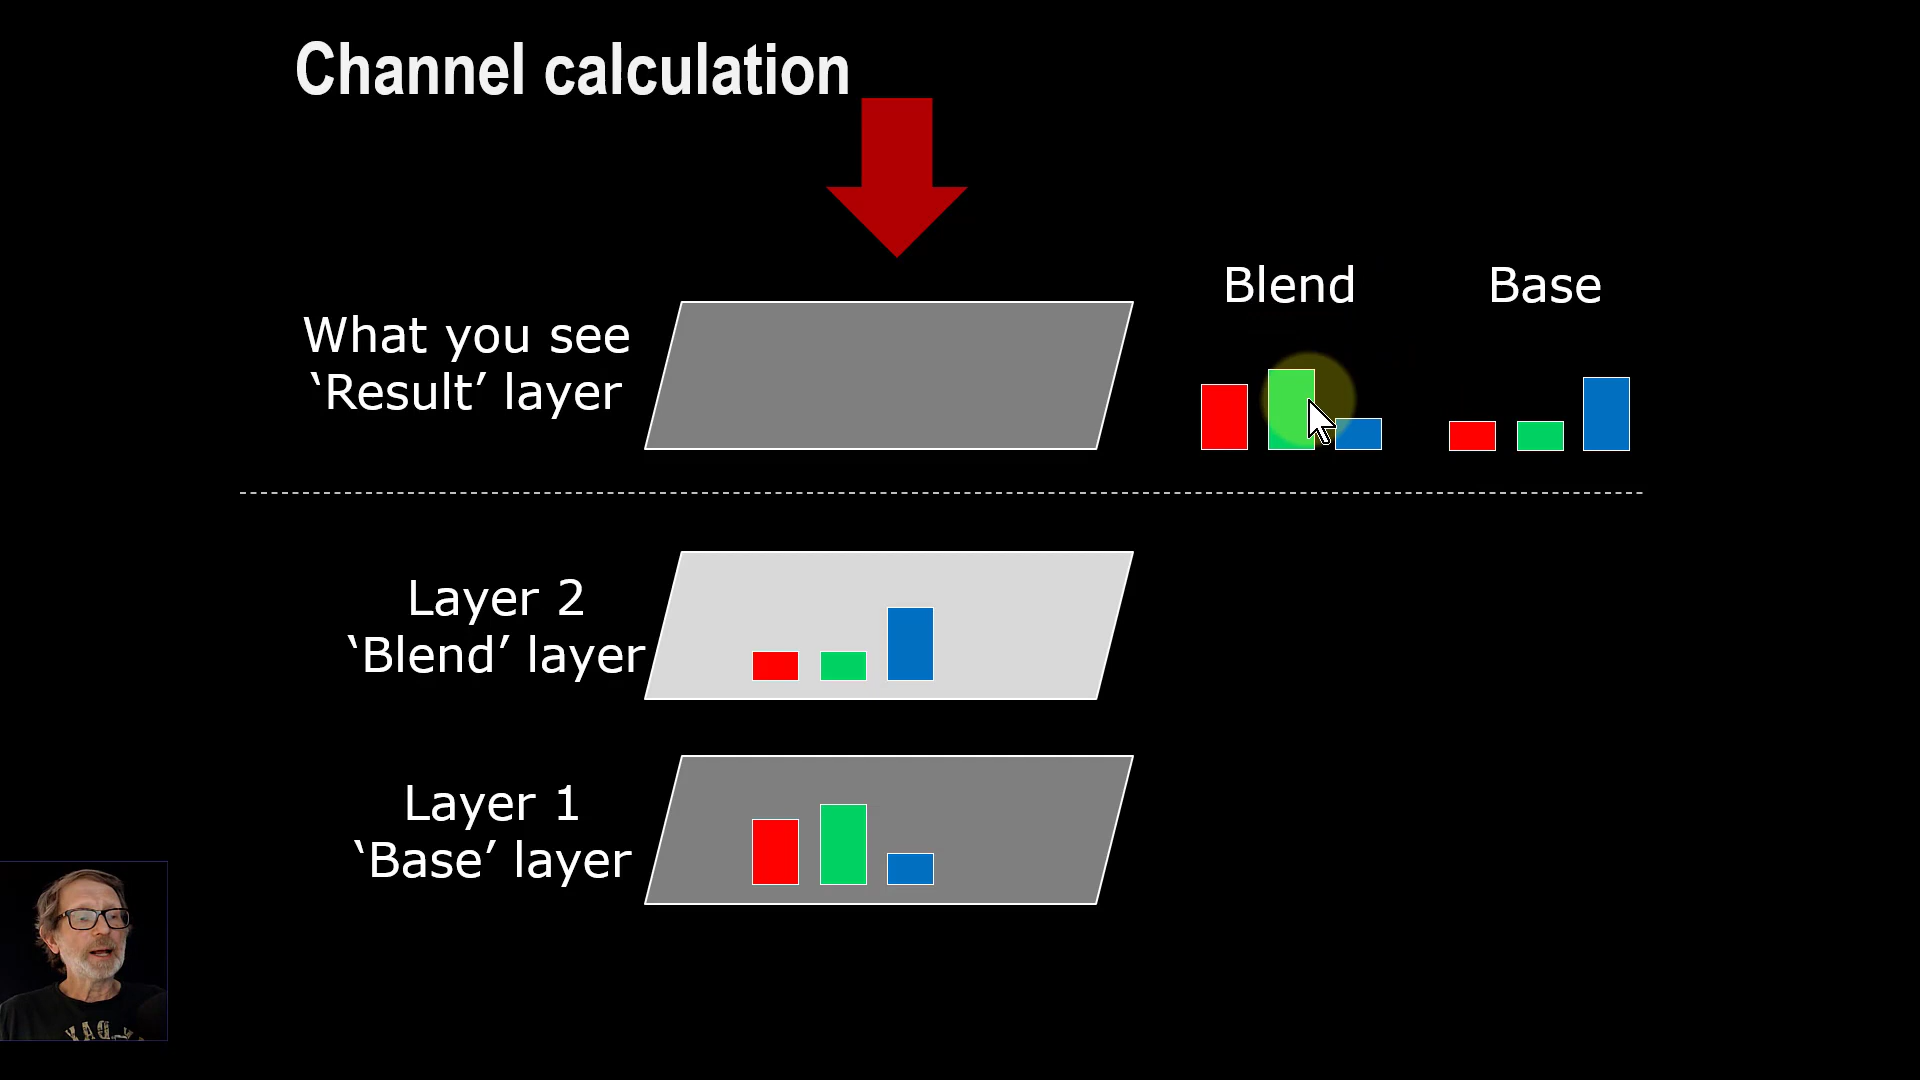 Channel calculation
Blend
Base
What you see
‘Result’ layer
Layer 2
‘Blend’ layer
Layer 1
‘Base’ layer